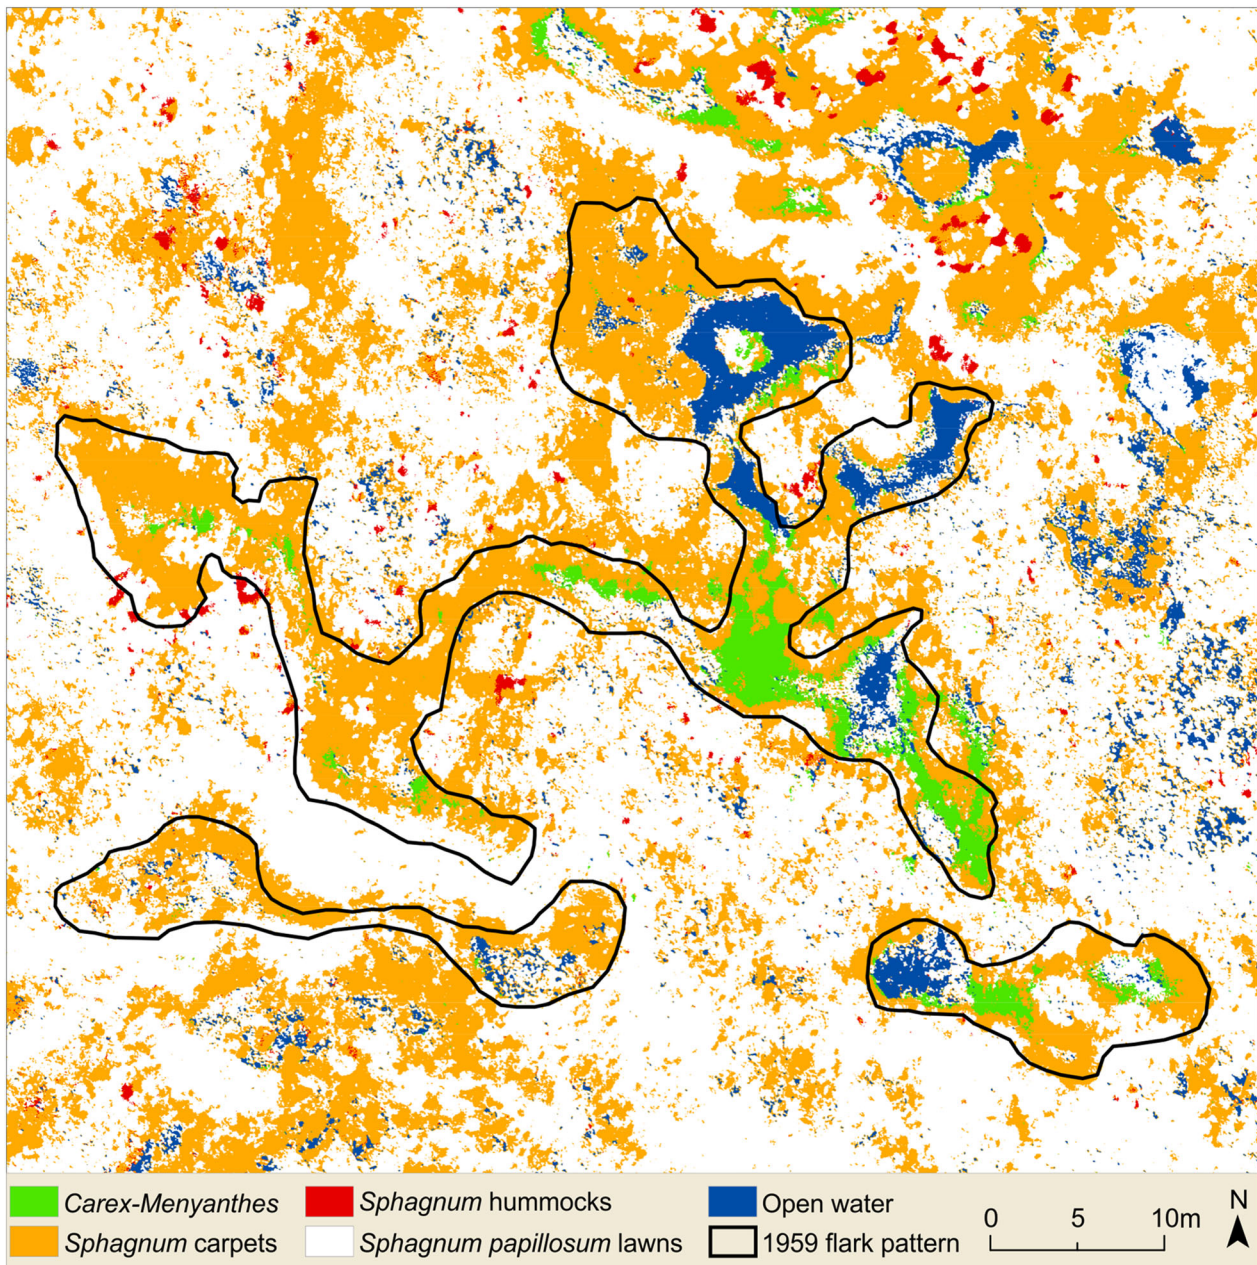 Carex-Menyanthes
Sphagnum hummocks
Open water
Sphagnum carpets
Sphagnum papillosum lawns
1959 flark pattern
0 5 10m
N